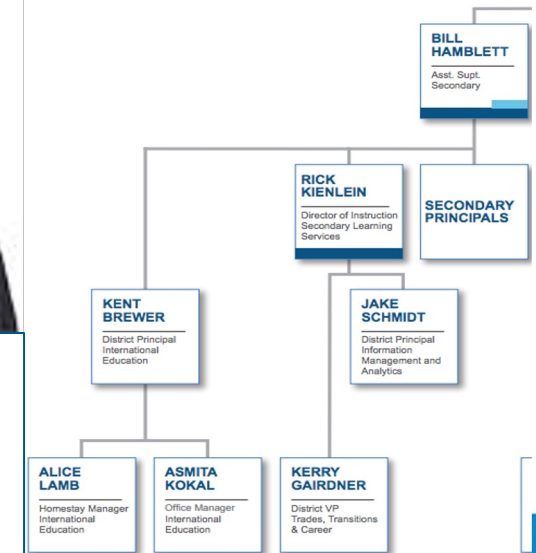 BILL
HAMBLETT
Asst. Supt.
Secondary
RICK
KIENLEIN
Director of Instruction
Secondary Learning
Services
SECONDARY
PRINCIPALS
KENT
BREWER
District Principal
International
Education
JAKE
SCHMIDT
District Principal
Information
Management and
Analytics
ALICE
LAMB
Homestay Manager
International
Education
ASMITA
KOKAL
Office Manager
International
Education
KERRY
GAIRDNER
District VP
Trades, Transitions
& Career